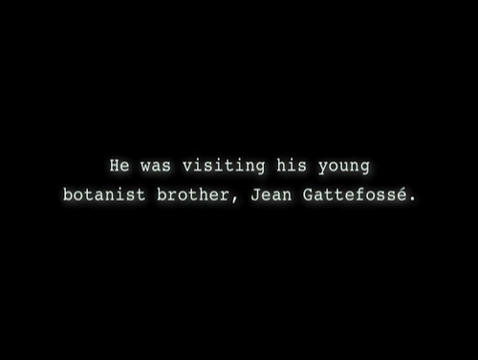 He was visiting his young
botanist brother, Jean Gattefossé.